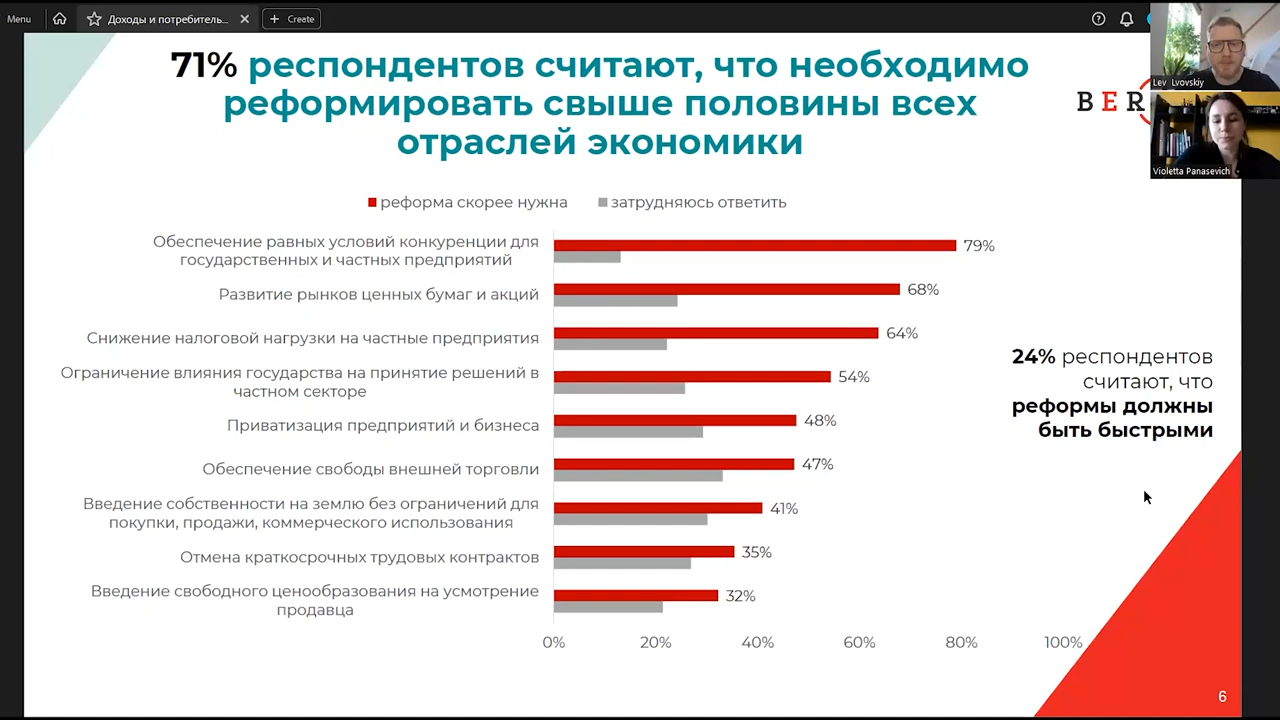 Menu
Доходы и потребитель...
Create
71% респондентов считают, что необходимо
реформировать свыше половины всех
отраслей экономики
BER
Lev Lvovskiy
Violetta Panasevich
реформа скорее нужна
затрудняюсь ответить
Обеспечение равных условий конкуренции для
государственных и частных предприятий
79%
Развитие рынков ценных бумаг и акций
68%
Снижение налоговой нагрузки на частные предприятия
64%
Ограничение влияния государства на принятие решений в
частном секторе
54%
Приватизация предприятий и бизнеса
48%
Обеспечение свободы внешней торговли
47%
Введение собственности на землю без ограничений для
покупки, продажи, коммерческого использования
41%
Отмена краткосрочных трудовых контрактов
35%
Введение свободного ценообразования на усмотрение
продавца
32%
0% 20% 40% 60% 80% 100%
24% респондентов
считают, что
реформы должны
быть быстрыми
6